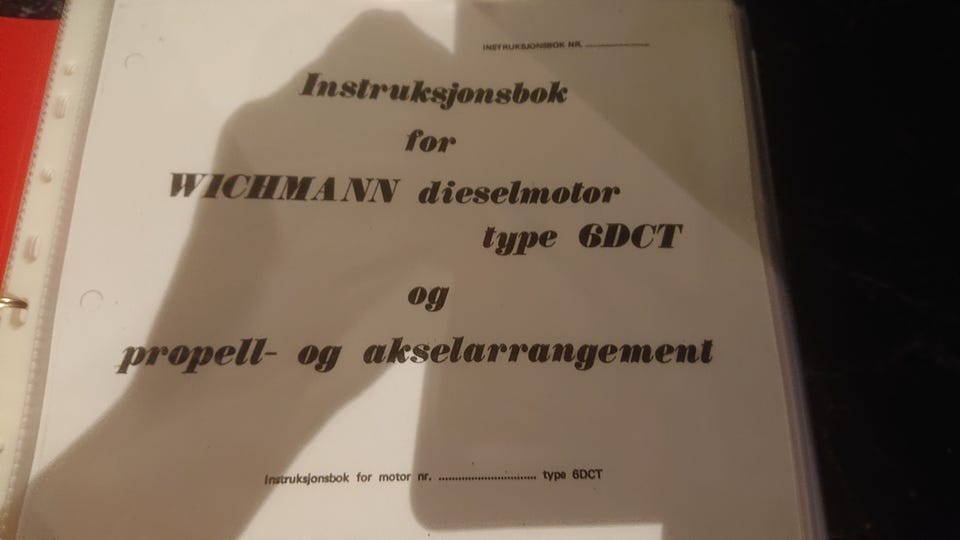 INSTRUKSJONSBOK NR. ....................
Instruksjonsbok
for
WICHMANN dieselmotor
type 6DCT
og
propell- og akselarrangement
Instruksjonsbok for motor nr. .............................. type 6DCT